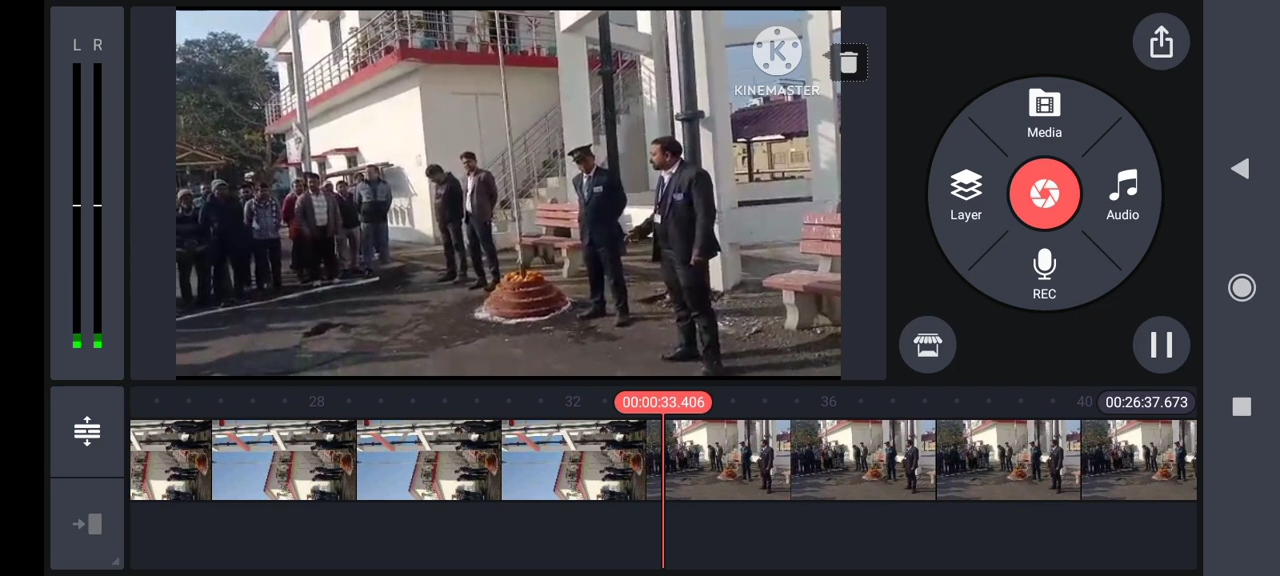 L R
K
KINEMASTER
Media
Layer
Audio
REC
28
32
00:00:33.406
36
40
00:26:37.673